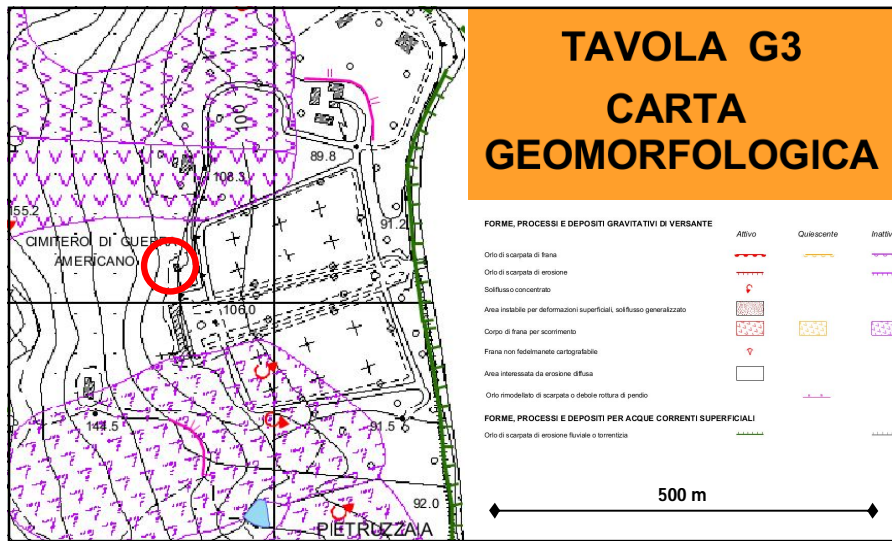 TAVOLA G3
CARTA
GEOMORFOLOGICA
100
89.8
108.3
155.2
91.2
CIMITERO DI GUERRA
AMERICANO
106.0
144.5
91.5
92.0
PIETRUZZAIA
FORME, PROCESSI E DEPOSITI GRAVITATIVI DI VERSANTE
Attivo Quiescente Inatti
Orlo di scarpata di frana
Orlo di scarpata di erosione
Soliflusso concentrato
Area instabile per deformazioni superficiali, soliflusso generalizzato
Corpo di frana per scorrimento
Frana non fedelmanete cartografabile
Area interessata da erosione diffusa
Orlo rimodellato di scarpata o debole rottura di pendio
FORME, PROCESSI E DEPOSITI PER ACQUE CORRENTI SUPERFICIALI
Orlo di scarpata di erosione fluviale o torrentizia
500 m